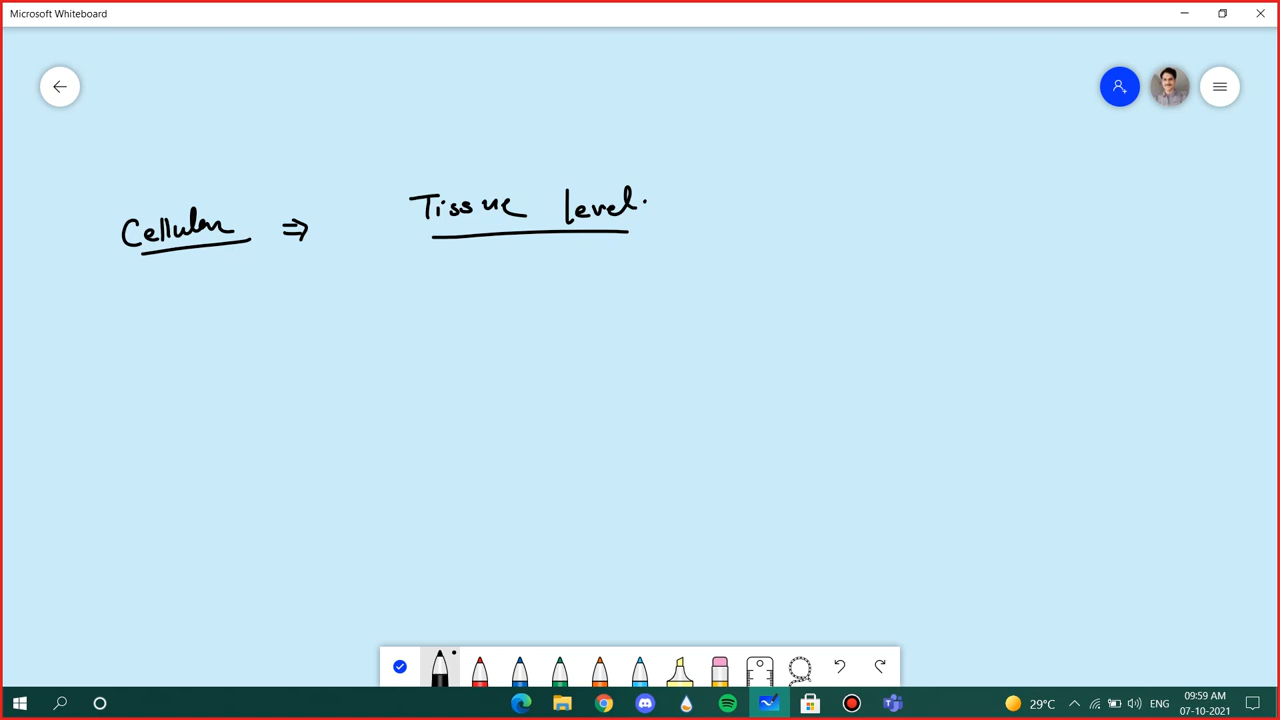 Microsoft Whiteboard
Cellular ⇒ Tissue level.
29°C
ENG
09:59 AM
07-10-2021